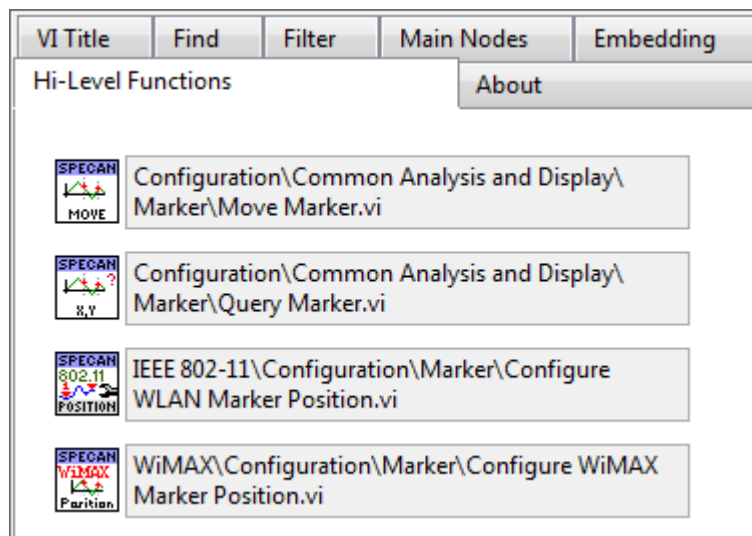 VI Title Find Filter Main Nodes Embedding
Hi-Level Functions About
SPECAN
MOVE
Configuration\Common Analysis and Display\
Marker\Move Marker.vi
SPECAN
?
X,Y
Configuration\Common Analysis and Display\
Marker\Query Marker.vi
SPECAN
802.11
POSITION
IEEE 802-11\Configuration\Marker\Configure
WLAN Marker Position.vi
SPECAN
WiMAX
Position
WiMAX\Configuration\Marker\Configure WiMAX
Marker Position.vi